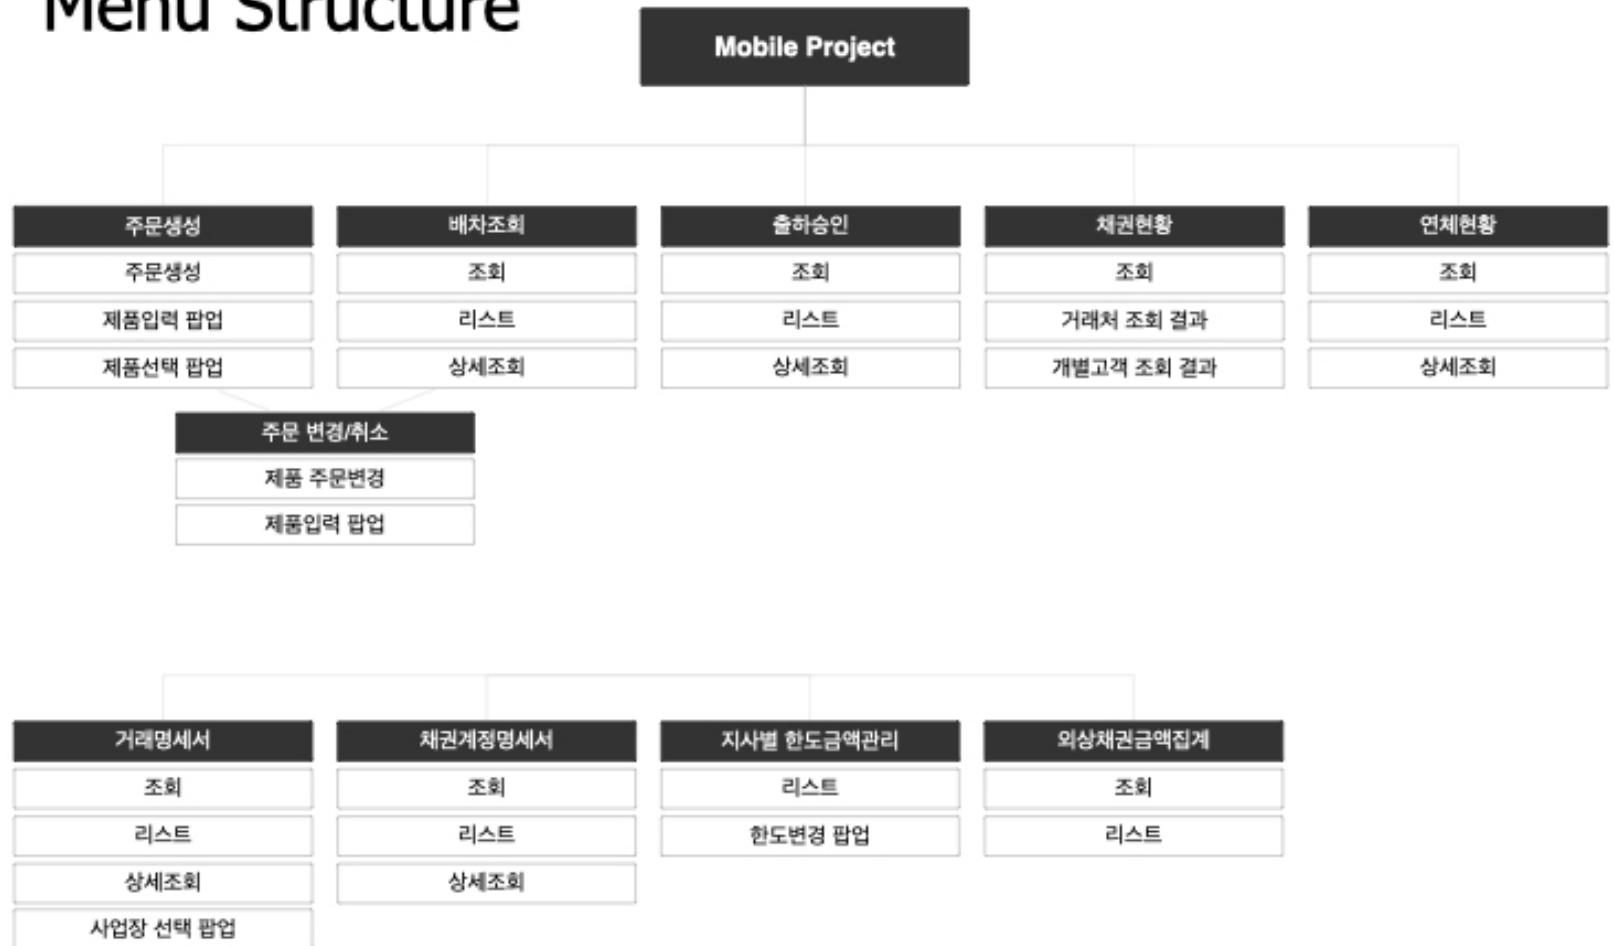 Menu Structure
Mobile Project
주문생성
주문생성
제품입력 팝업
제품선택 팝업
배차조회
조회
리스트
상세조회
출하승인
조회
리스트
상세조회
채권현황
조회
거래처 조회 결과
개별고객 조회 결과
연체현황
조회
리스트
상세조회
주문 변경/취소
제품 주문변경
제품입력 팝업
거래명세서
조회
리스트
상세조회
사업장 선택 팝업
채권계정명세서
조회
리스트
상세조회
지사별 한도금액관리
리스트
한도변경 팝업
외상채권금액집계
조회
리스트